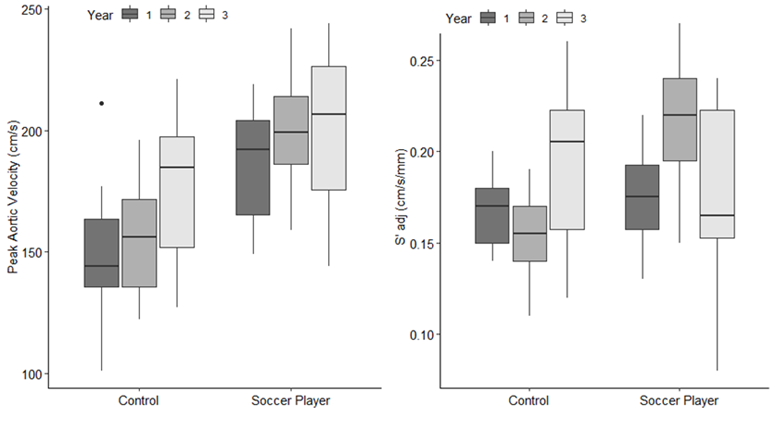 Year 1 2 3
Peak Aortic Velocity (cm/s)
250
200
150
100
Control Soccer Player
Year 1 2 3
S' adj (cm/s/mm)
0.25
0.20
0.15
0.10
Control Soccer Player